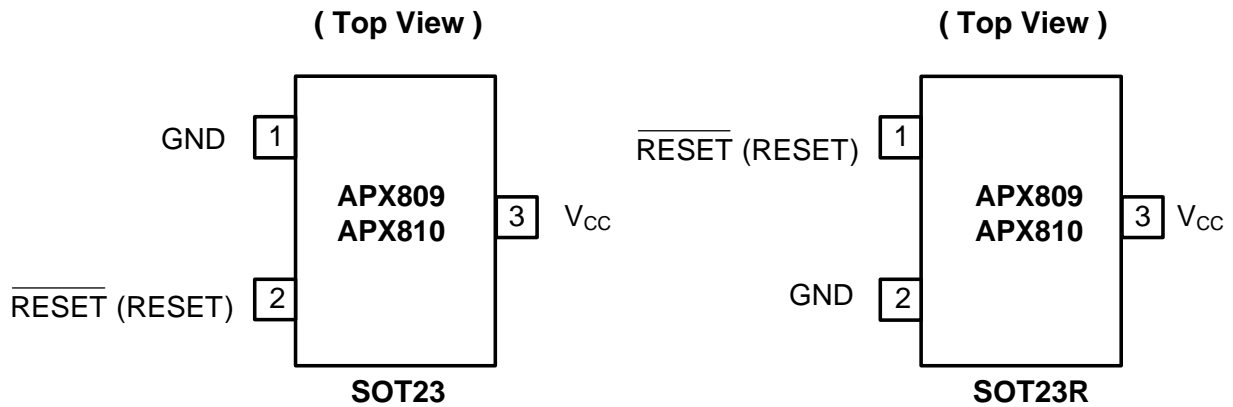 ( Top View )
GND 1
APX809
APX810
3 VCC
RESET (RESET) 2
SOT23
( Top View )
RESET (RESET) 1
APX809
APX810
3 VCC
GND 2
SOT23R